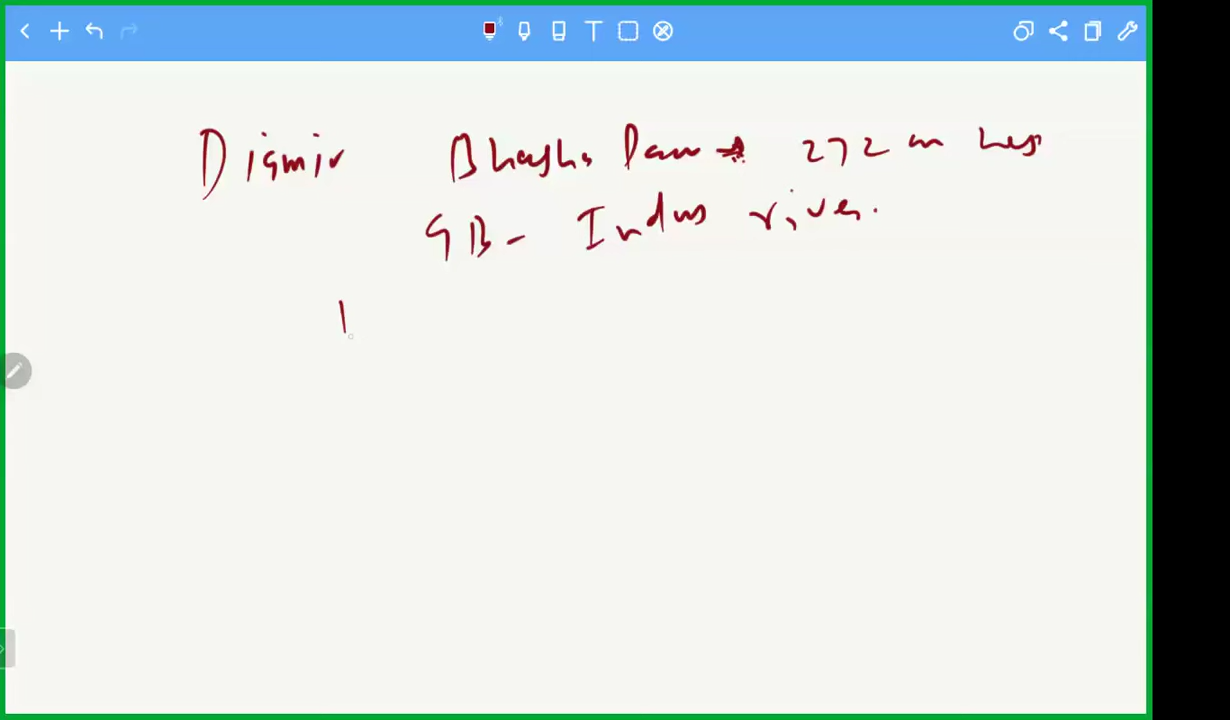 Diamir Bhasha Dam → 272 m
GB - Indus river.